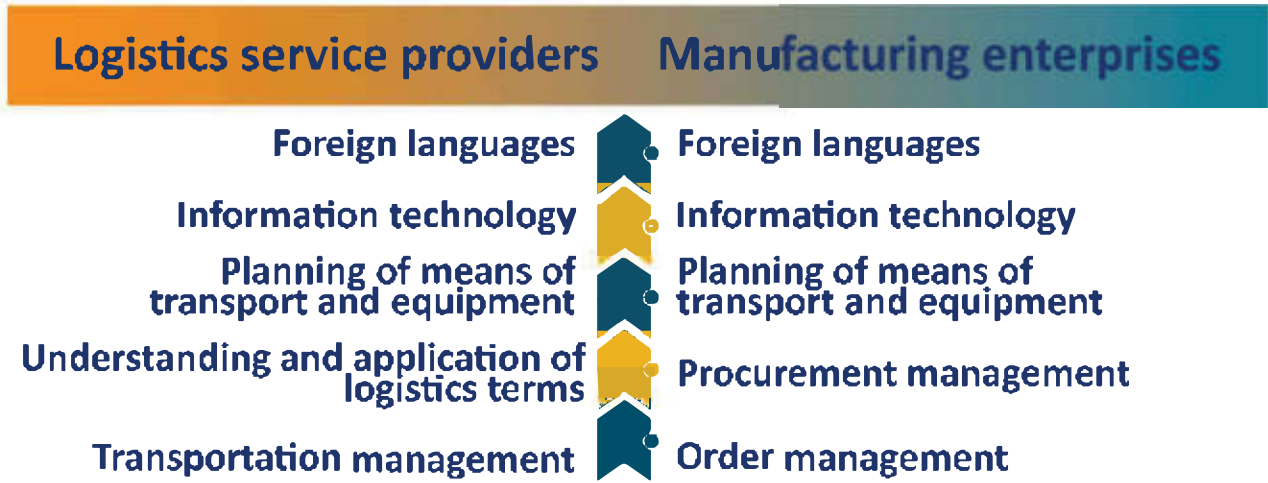 Logistics service providers
Manufacturing enterprises
Foreign languages
Foreign languages
Information technology
Information technology
Planning of means of
transport and equipment
Planning of means of
transport and equipment
Understanding and application of
logistics terms
Procurement management
Transportation management
Order management